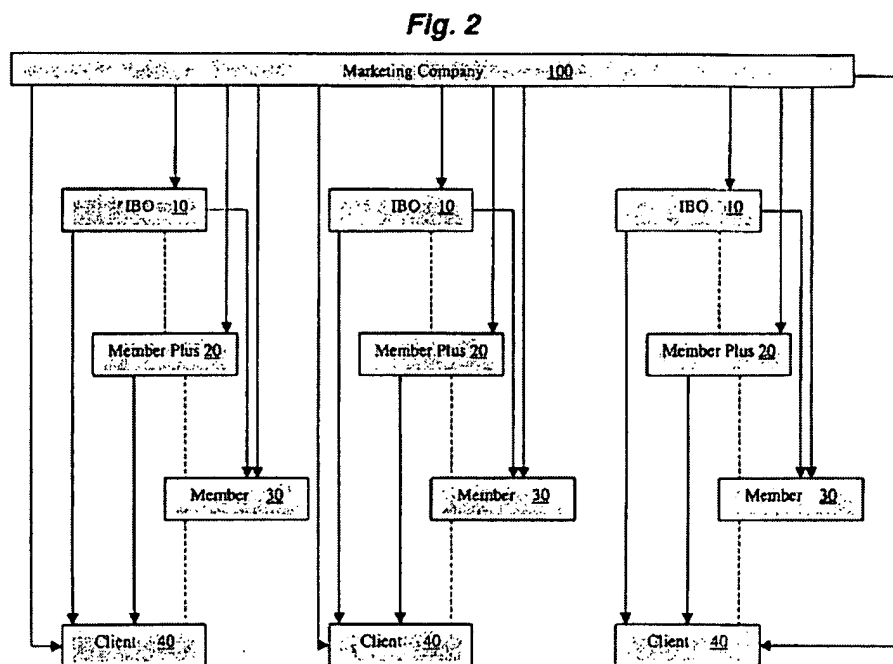 Fig. 2
Marketing Company 100
IBO 10 IBO 10 IBO 10
Member Plus 20 Member Plus 20 Member Plus 20
Member 30 Member 30 Member 30
Client 40 Client 40 Client 40